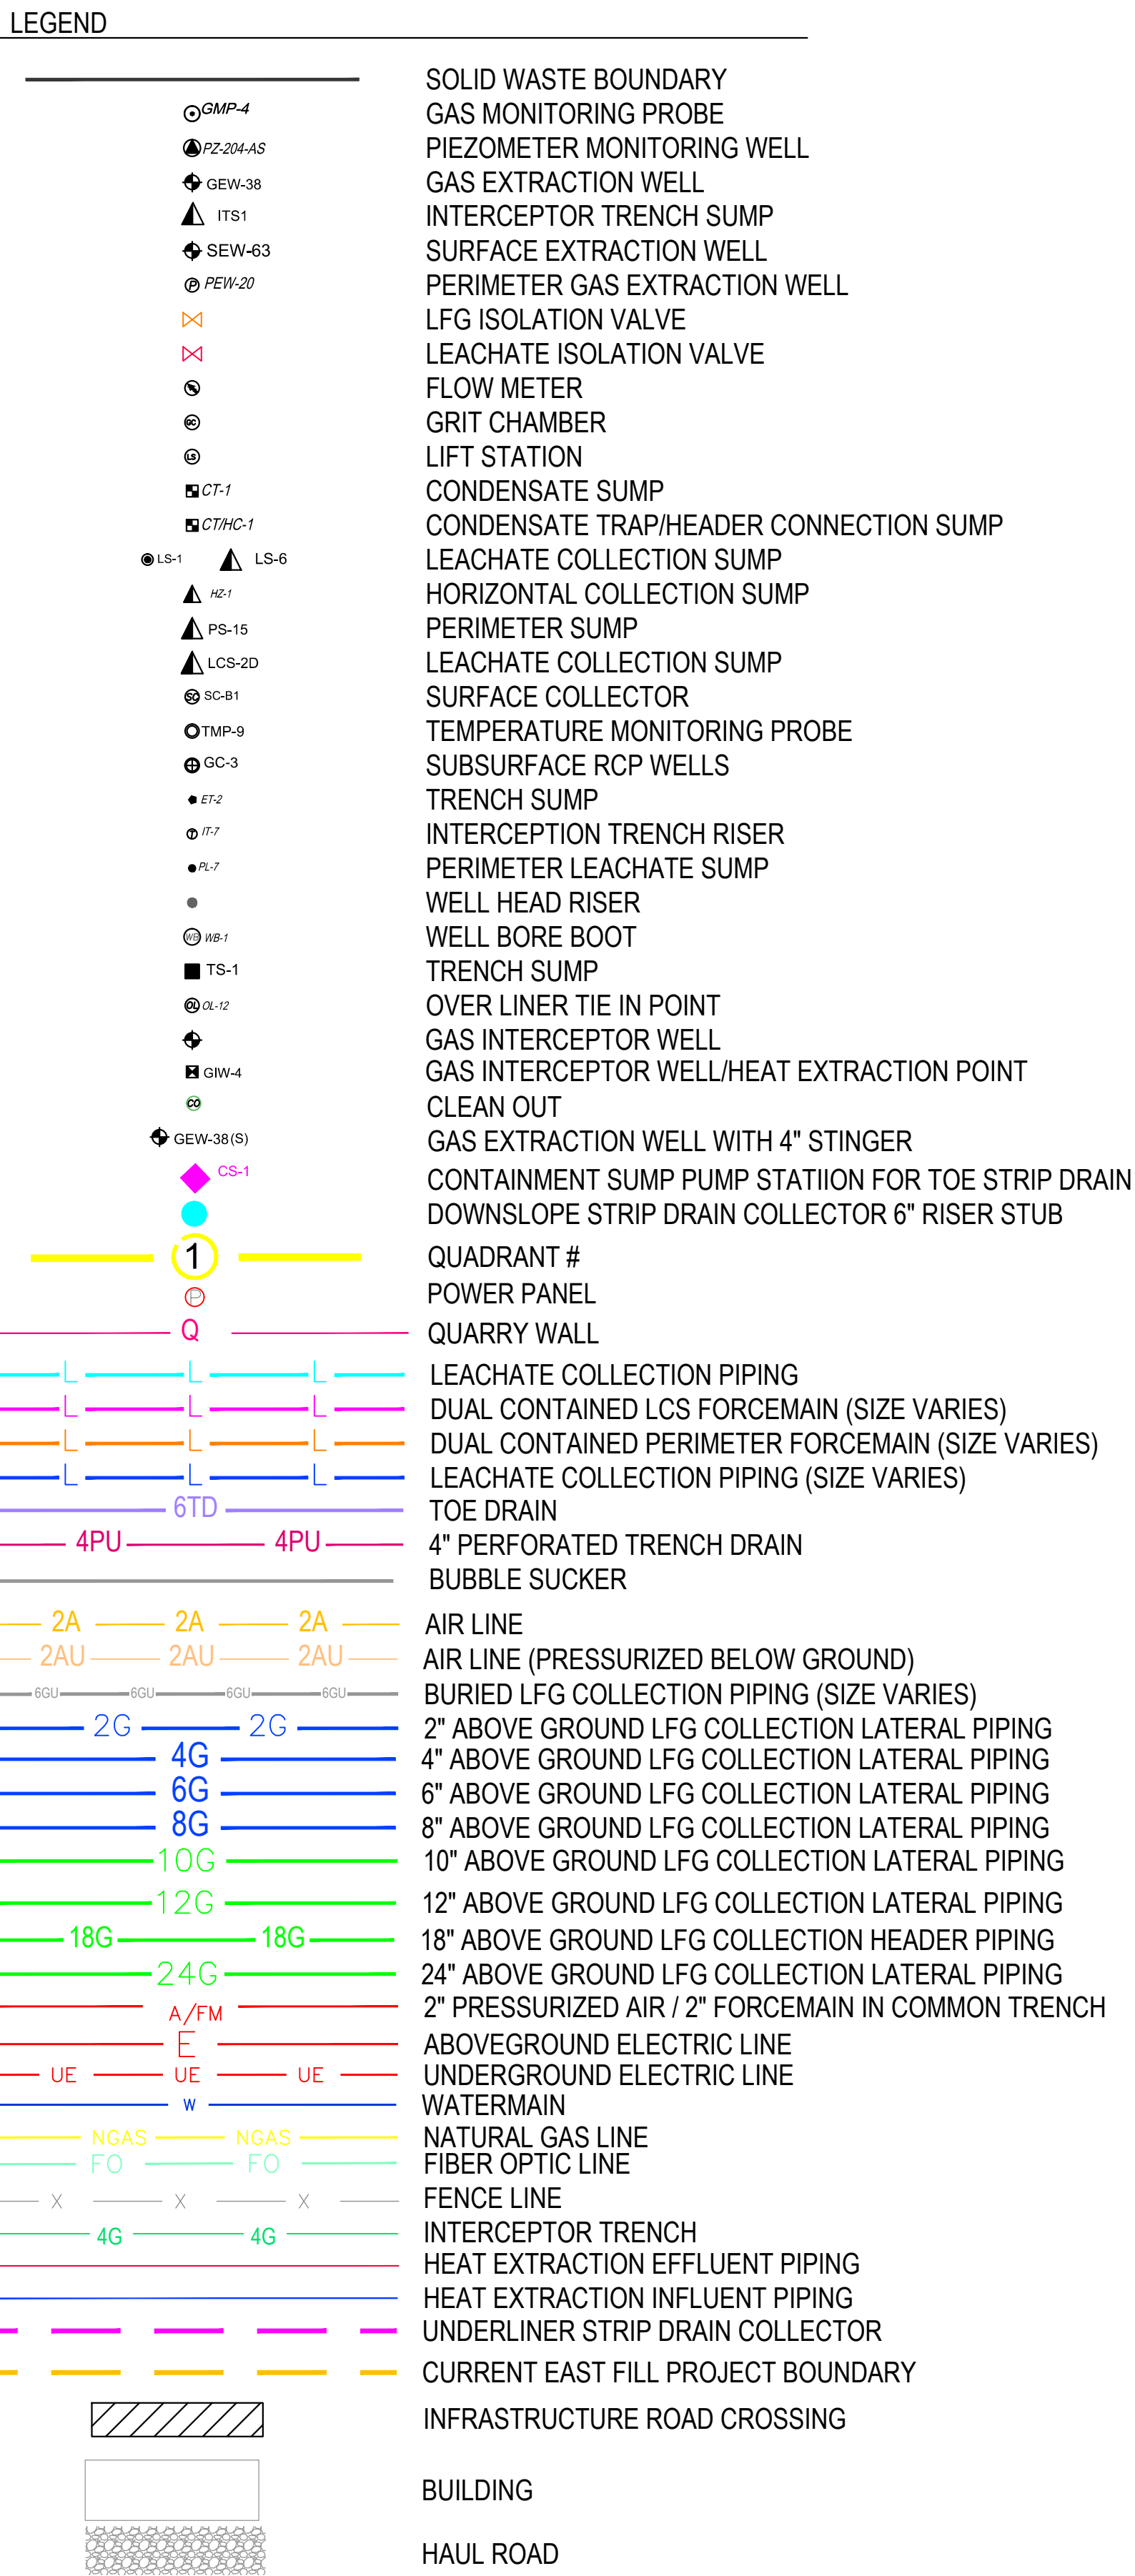 LEGEND
SOLID WASTE BOUNDARY
GMP-4 GAS MONITORING PROBE
PZ-204-AS PIEZOMETER MONITORING WELL
GEW-38 GAS EXTRACTION WELL
ITS1 INTERCEPTOR TRENCH SUMP
SEW-63 SURFACE EXTRACTION WELL
P PEW-20 PERIMETER GAS EXTRACTION WELL
LFG ISOLATION VALVE
LEACHATE ISOLATION VALVE
FLOW METER
GC GRIT CHAMBER
LS LIFT STATION
CT-1 CONDENSATE SUMP
CT/HC-1 CONDENSATE TRAP/HEADER CONNECTION SUMP
LS-1 LS-6 LEACHATE COLLECTION SUMP
HZ-1 HORIZONTAL COLLECTION SUMP
PS-15 PERIMETER SUMP
LCS-2D LEACHATE COLLECTION SUMP
SC SC-B1 SURFACE COLLECTOR
TMP-9 TEMPERATURE MONITORING PROBE
GC-3 SUBSURFACE RCP WELLS
ET-2 TRENCH SUMP
T IT-7 INTERCEPTION TRENCH RISER
PL-7 PERIMETER LEACHATE SUMP
WELL HEAD RISER
WB WB-1 WELL BORE BOOT
TS-1 TRENCH SUMP
OL OL-12 OVER LINER TIE IN POINT
GAS INTERCEPTOR WELL
GIW-4 GAS INTERCEPTOR WELL/HEAT EXTRACTION POINT
CO CLEAN OUT
GEW-38(S) GAS EXTRACTION WELL WITH 4" STINGER
CS-1 CONTAINMENT SUMP PUMP STATIION FOR TOE STRIP DRAIN
DOWNSLOPE STRIP DRAIN COLLECTOR 6" RISER STUB
1 QUADRANT #
P POWER PANEL
Q QUARRY WALL
L L L LEACHATE COLLECTION PIPING
L L L DUAL CONTAINED LCS FORCEMAIN (SIZE VARIES)
L L L DUAL CONTAINED PERIMETER FORCEMAIN (SIZE VARIES)
L L L LEACHATE COLLECTION PIPING (SIZE VARIES)
6TD TOE DRAIN
4PU 4PU 4" PERFORATED TRENCH DRAIN
BUBBLE SUCKER
2A 2A 2A AIR LINE
2AU 2AU 2AU AIR LINE (PRESSURIZED BELOW GROUND)
6GU 6GU 6GU 6GU BURIED LFG COLLECTION PIPING (SIZE VARIES)
2G 2G 2" ABOVE GROUND LFG COLLECTION LATERAL PIPING
4G 4" ABOVE GROUND LFG COLLECTION LATERAL PIPING
6G 6" ABOVE GROUND LFG COLLECTION LATERAL PIPING
8G 8" ABOVE GROUND LFG COLLECTION LATERAL PIPING
10G 10" ABOVE GROUND LFG COLLECTION LATERAL PIPING
12G 12" ABOVE GROUND LFG COLLECTION LATERAL PIPING
18G 18G 18" ABOVE GROUND LFG COLLECTION HEADER PIPING
24G 24" ABOVE GROUND LFG COLLECTION LATERAL PIPING
A/FM 2" PRESSURIZED AIR / 2" FORCEMAIN IN COMMON TRENCH
E ABOVEGROUND ELECTRIC LINE
UE UE UE UNDERGROUND ELECTRIC LINE
W WATERMAIN
NGAS NGAS NATURAL GAS LINE
FO FO FIBER OPTIC LINE
X X X FENCE LINE
4G 4G INTERCEPTOR TRENCH
HEAT EXTRACTION EFFLUENT PIPING
HEAT EXTRACTION INFLUENT PIPING
UNDERLINER STRIP DRAIN COLLECTOR
CURRENT EAST FILL PROJECT BOUNDARY
INFRASTRUCTURE ROAD CROSSING
BUILDING
HAUL ROAD